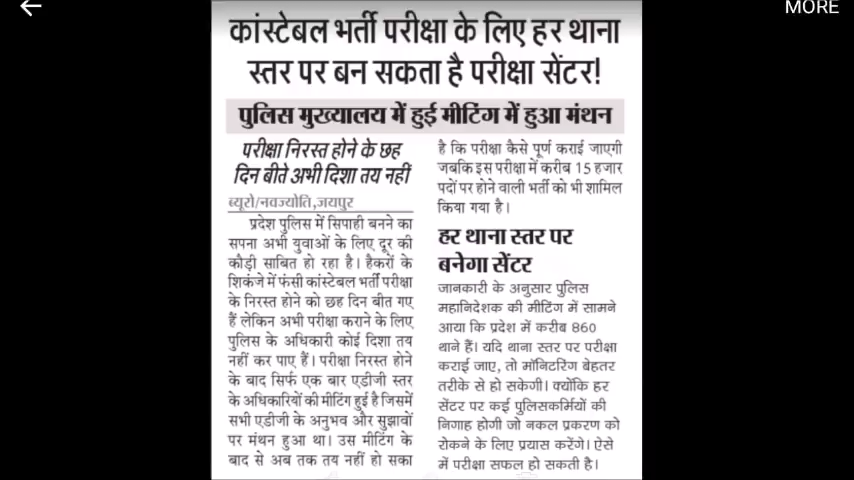 MORE
कांस्टेबल भर्ती परीक्षा के लिए हर थाना
स्तर पर बन सकता है परीक्षा सेंटर!
पुलिस मुख्यालय में हुई मीटिंग में हुआ मंथन
परीक्षा निरस्त होने के छह
दिन बीते अभी दिशा तय नहीं
ब्यूरो/नवज्योति,जयपुर
प्रदेश पुलिस में सिपाही बनने का
सपना अभी युवाओं के लिए दूर की
कौड़ी साबित हो रहा है। हैकरों के
शिकंजे में फंसी कांस्टेबल भर्ती परीक्षा
के निरस्त होने को छह दिन बीत गए
हैं लेकिन अभी परीक्षा कराने के लिए
पुलिस के अधिकारी कोई दिशा तय
नहीं कर पाए हैं। परीक्षा निरस्त होने
के बाद सिर्फ एक बार एडीजी स्तर
के अधिकारियों की मीटिंग हुई है जिसमें
सभी एडीजी के अनुभव और सुझावों
पर मंथन हुआ था। उस मीटिंग के
बाद से अब तक तय नहीं हो सका
है कि परीक्षा कैसे पूर्ण कराई जाएगी
जबकि इस परीक्षा में करीब 15 हजार
पदों पर होने वाली भर्ती को भी शामिल
किया गया है।
हर थाना स्तर पर
बनेगा सेंटर
जानकारी के अनुसार पुलिस
महानिदेशक की मीटिंग में सामने
आया कि प्रदेश में करीब 860
थाने हैं। यदि थाना स्तर पर परीक्षा
कराई जाए, तो मॉनिटरिंग बेहतर
तरीके से हो सकेगी। क्योंकि हर
सेंटर पर कई पुलिसकर्मियों की
निगाह होगी जो नकल प्रकरण को
रोकने के लिए प्रयास करेंगे। ऐसे
में परीक्षा सफल हो सकती है।